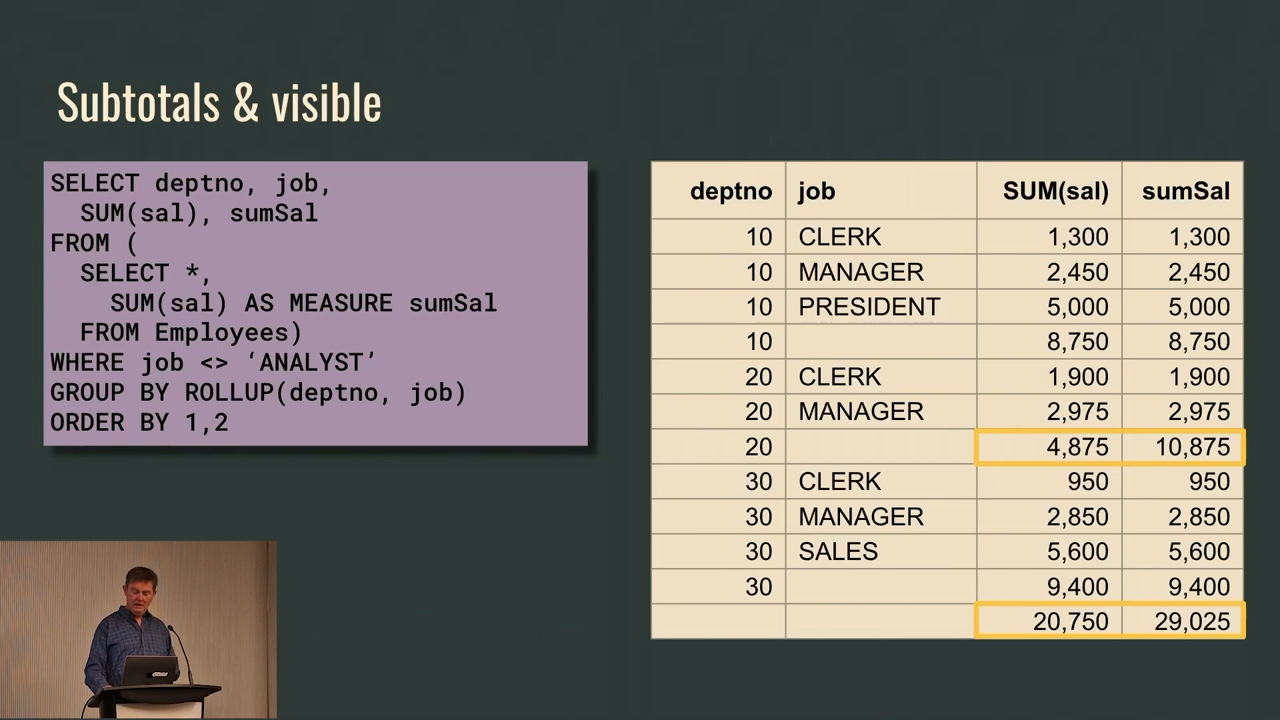 Subtotals & visible
SELECT deptno, job,
SUM(sal), sumSal
FROM (
SELECT *,
SUM(sal) AS MEASURE sumSal
FROM Employees)
WHERE job <> ‘ANALYST’
GROUP BY ROLLUP(deptno, job)
ORDER BY 1,2
deptno job SUM(sal) sumSal
10 CLERK 1,300 1,300
10 MANAGER 2,450 2,450
10 PRESIDENT 5,000 5,000
10 8,750 8,750
20 CLERK 1,900 1,900
20 MANAGER 2,975 2,975
20 4,875 10,875
30 CLERK 950 950
30 MANAGER 2,850 2,850
30 SALES 5,600 5,600
30 9,400 9,400
20,750 29,025